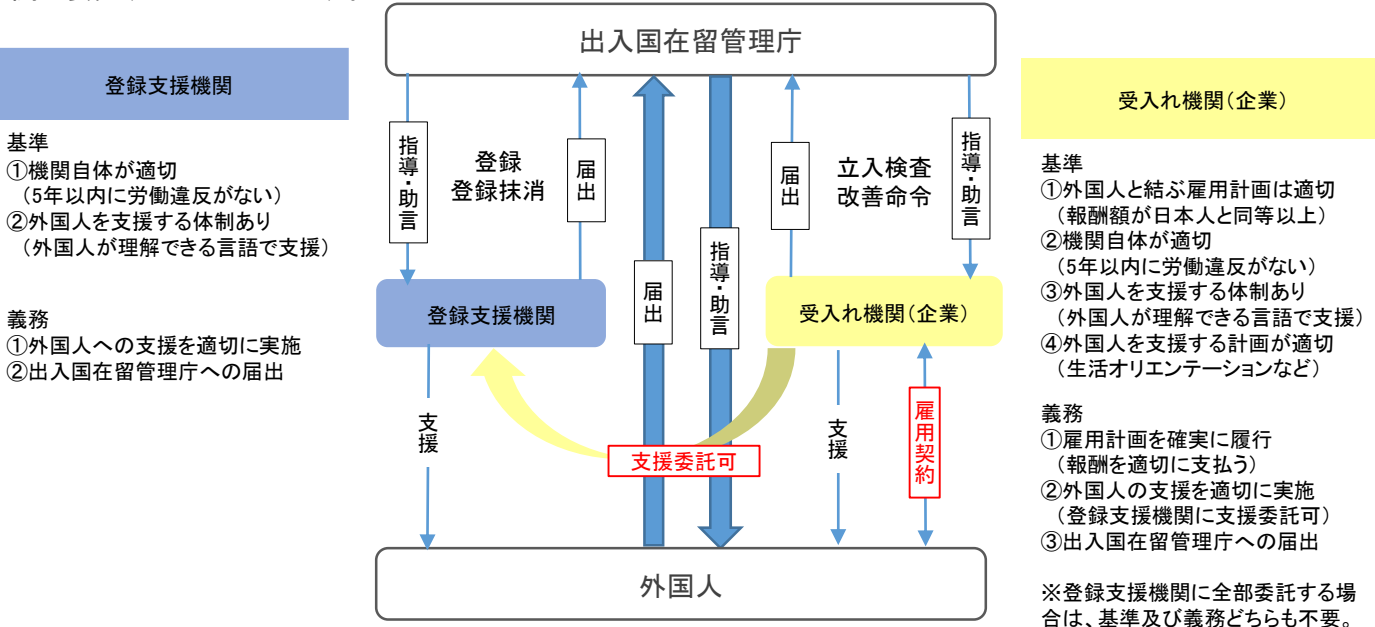 出入国在留管理庁
登録支援機関
基準
①機関自体が適切
(5年以内に労働違反がない)
②外国人を支援する体制あり
(外国人が理解できる言語で支援)
義務
①外国人への支援を適切に実施
②出入国在留管理庁への届出
指導・助言
登録
登録抹消
届出
届出
指導・助言
届出
立入検査
改善命令
指導・助言
登録支援機関
受入れ機関(企業)
支援
支援委託可
支援
雇用契約
外国人
受入れ機関(企業)
基準
①外国人と結ぶ雇用計画は適切
(報酬額が日本人と同等以上)
②機関自体が適切
(5年以内に労働違反がない)
③外国人を支援する体制あり
(外国人が理解できる言語で支援)
④外国人を支援する計画が適切
(生活オリエンテーションなど)
義務
①雇用計画を確実に履行
(報酬を適切に支払う)
②外国人の支援を適切に実施
(登録支援機関に支援委託可)
③出入国在留管理庁への届出
※登録支援機関に全部委託する場
合は、基準及び義務どちらも不要。